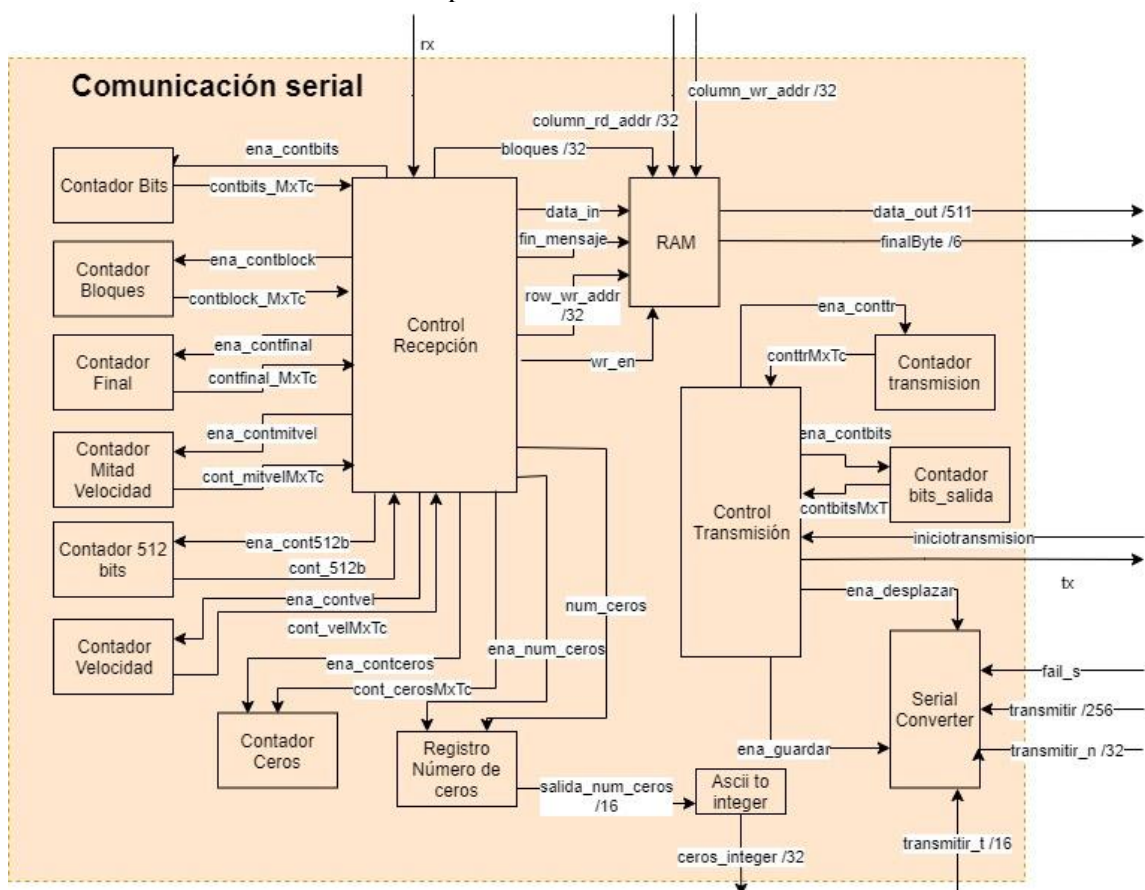 rx
Comunicación serial
column_wr_addr /32
column_rd_addr /32
ena_contbits
bloques /32
Contador Bits
contbits_MxTc
data_in
data_out /511
fin_mensaje
RAM
finalByte /6
ena_contblock
Contador
Bloques
contblock_MxTc
row_wr_addr
/32
ena_conttr
Control
Recepción
ena_contfinal
wr_en
conttrMxTc
Contador
Final
contfinal_MxTc
Contador
transmision
ena_contmitvel
ena_contbits
Contador
Mitad
Velocidad
cont_mitvelMxTc
Contador
bits_salida
Control
Transmisión
contbitsMxT
Contador 512
bits
ena_cont512b
iniciotransmision
cont_512b
tx
ena_contvel
ena_desplazar
num_ceros
cont_velMxTc
Contador
Velocidad
ena_num_ceros
ena_contceros
fail_s
cont_cerosMxTc
Serial
Converter
transmitir /256
Contador
Ceros
Registro
Número de
ceros
ena_guardar
transmitir_n /32
salida_num_ceros
/16
Ascii to
integer
transmitir_t /16
ceros_integer /32